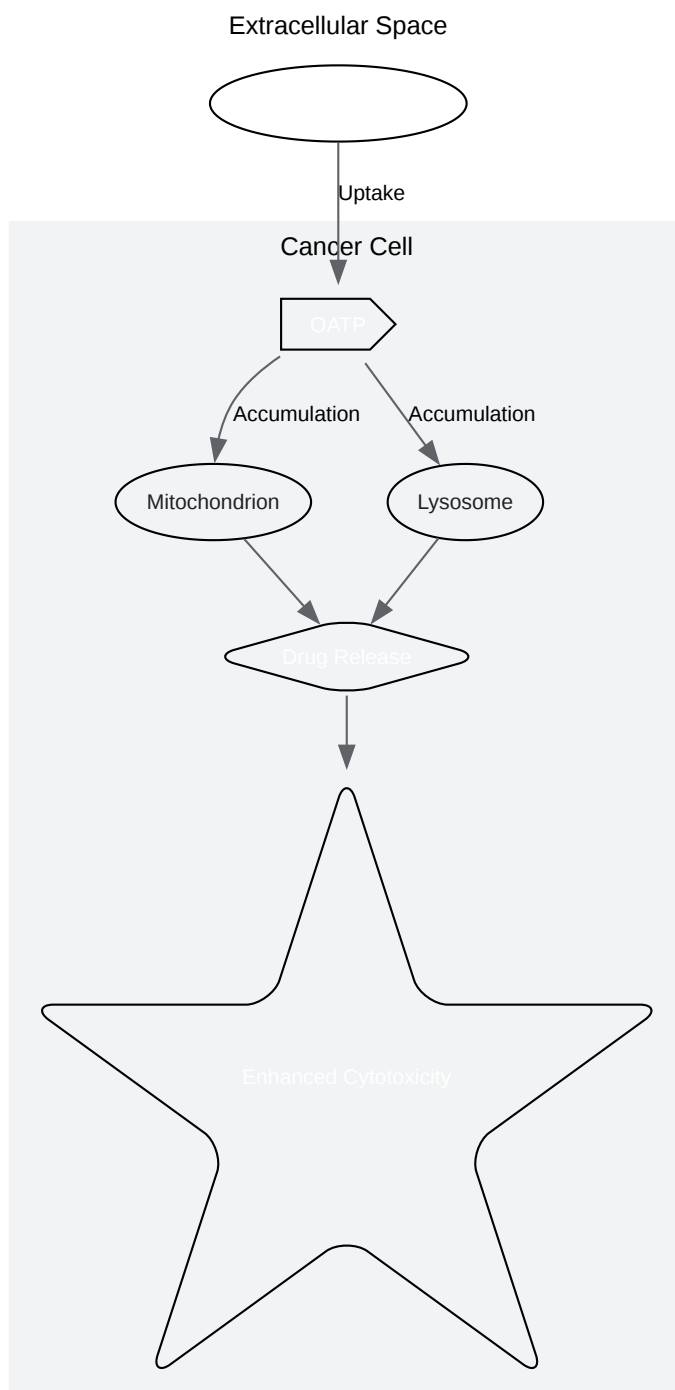 Extracellular Space
Uptake
Cancer Cell
OATP
Accumulation
Accumulation
Mitochondrion
Lysosome
Drug Release
Enhanced Cytotoxicity